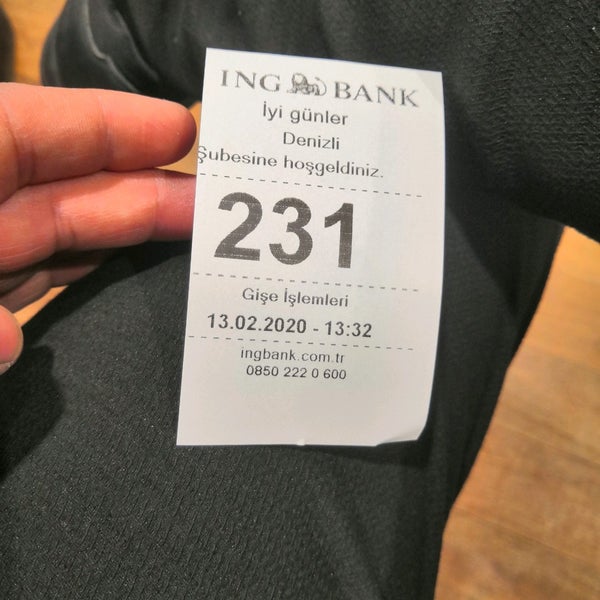 ING BANK
İyi günler
Denizli
Şubesine hoşgeldiniz.
231
Gişe İşlemleri
13.02.2020 - 13:32
ingbank.com.tr
0850 222 0 600